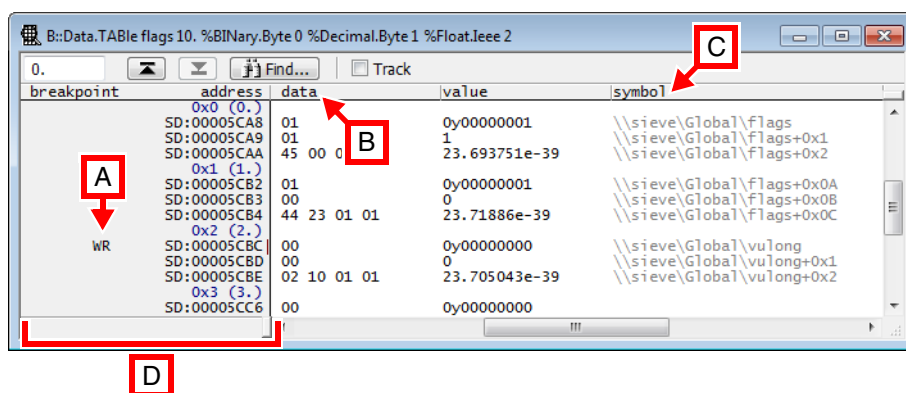 B::Data.TABle flags 10. %BINary.Byte 0 %Decimal.Byte 1 %Float.Ieee 2
C
0. Find... Track
breakpoint address data value symbol
0x0 (0.)
SD:00005CA8 01 0y00000001 \\sieve\Global\flags
SD:00005CA9 01 1 \\sieve\Global\flags+0x1
SD:00005CAA 45 00 0 23.693751e-39 \\sieve\Global\flags+0x2
B
0x1 (1.)
A
SD:00005CB2 01 0y00000001 \\sieve\Global\flags+0x0A
SD:00005CB3 00 0 \\sieve\Global\flags+0x0B
SD:00005CB4 44 23 01 01 23.71886e-39 \\sieve\Global\flags+0x0C
0x2 (2.)
WR SD:00005CBC 00 0y00000000 \\sieve\Global\vulong
SD:00005CBD 00 0 \\sieve\Global\vulong+0x1
SD:00005CBE 02 10 01 01 23.705043e-39 \\sieve\Global\vulong+0x2
0x3 (3.)
SD:00005CC6 00 0y00000000
D